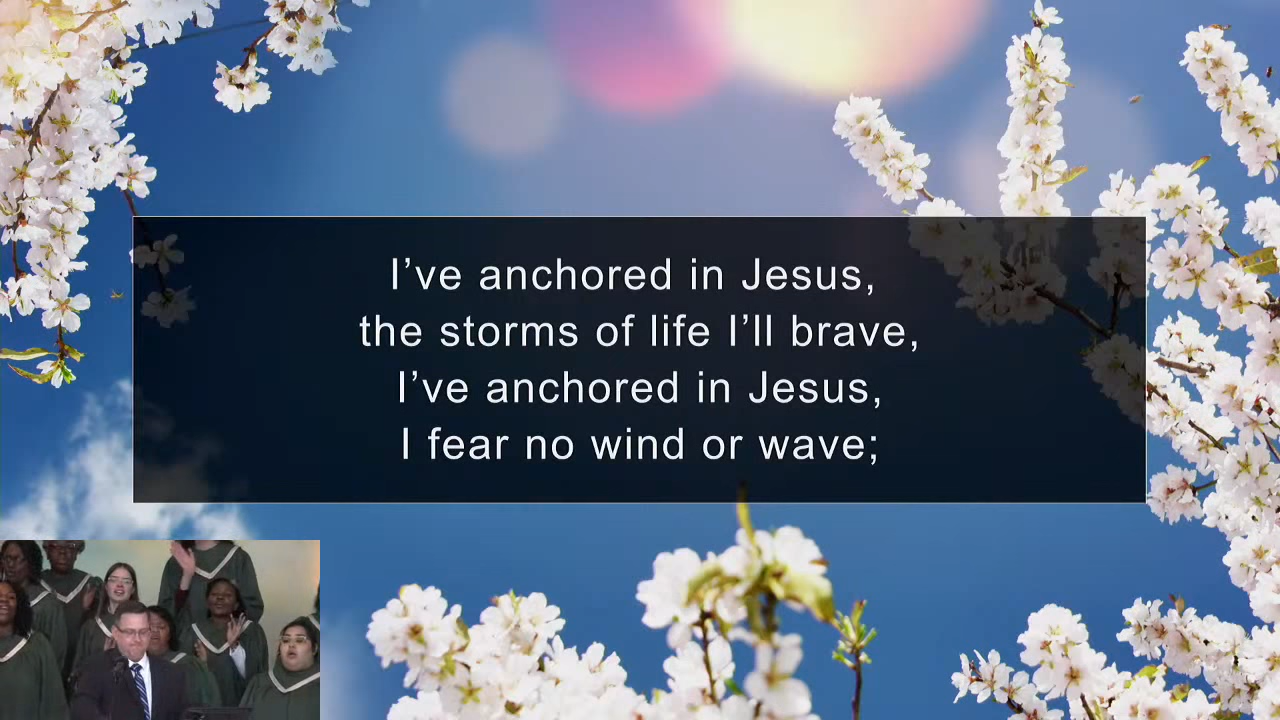 I’ve anchored in Jesus,
the storms of life I’ll brave,
I’ve anchored in Jesus,
I fear no wind or wave;